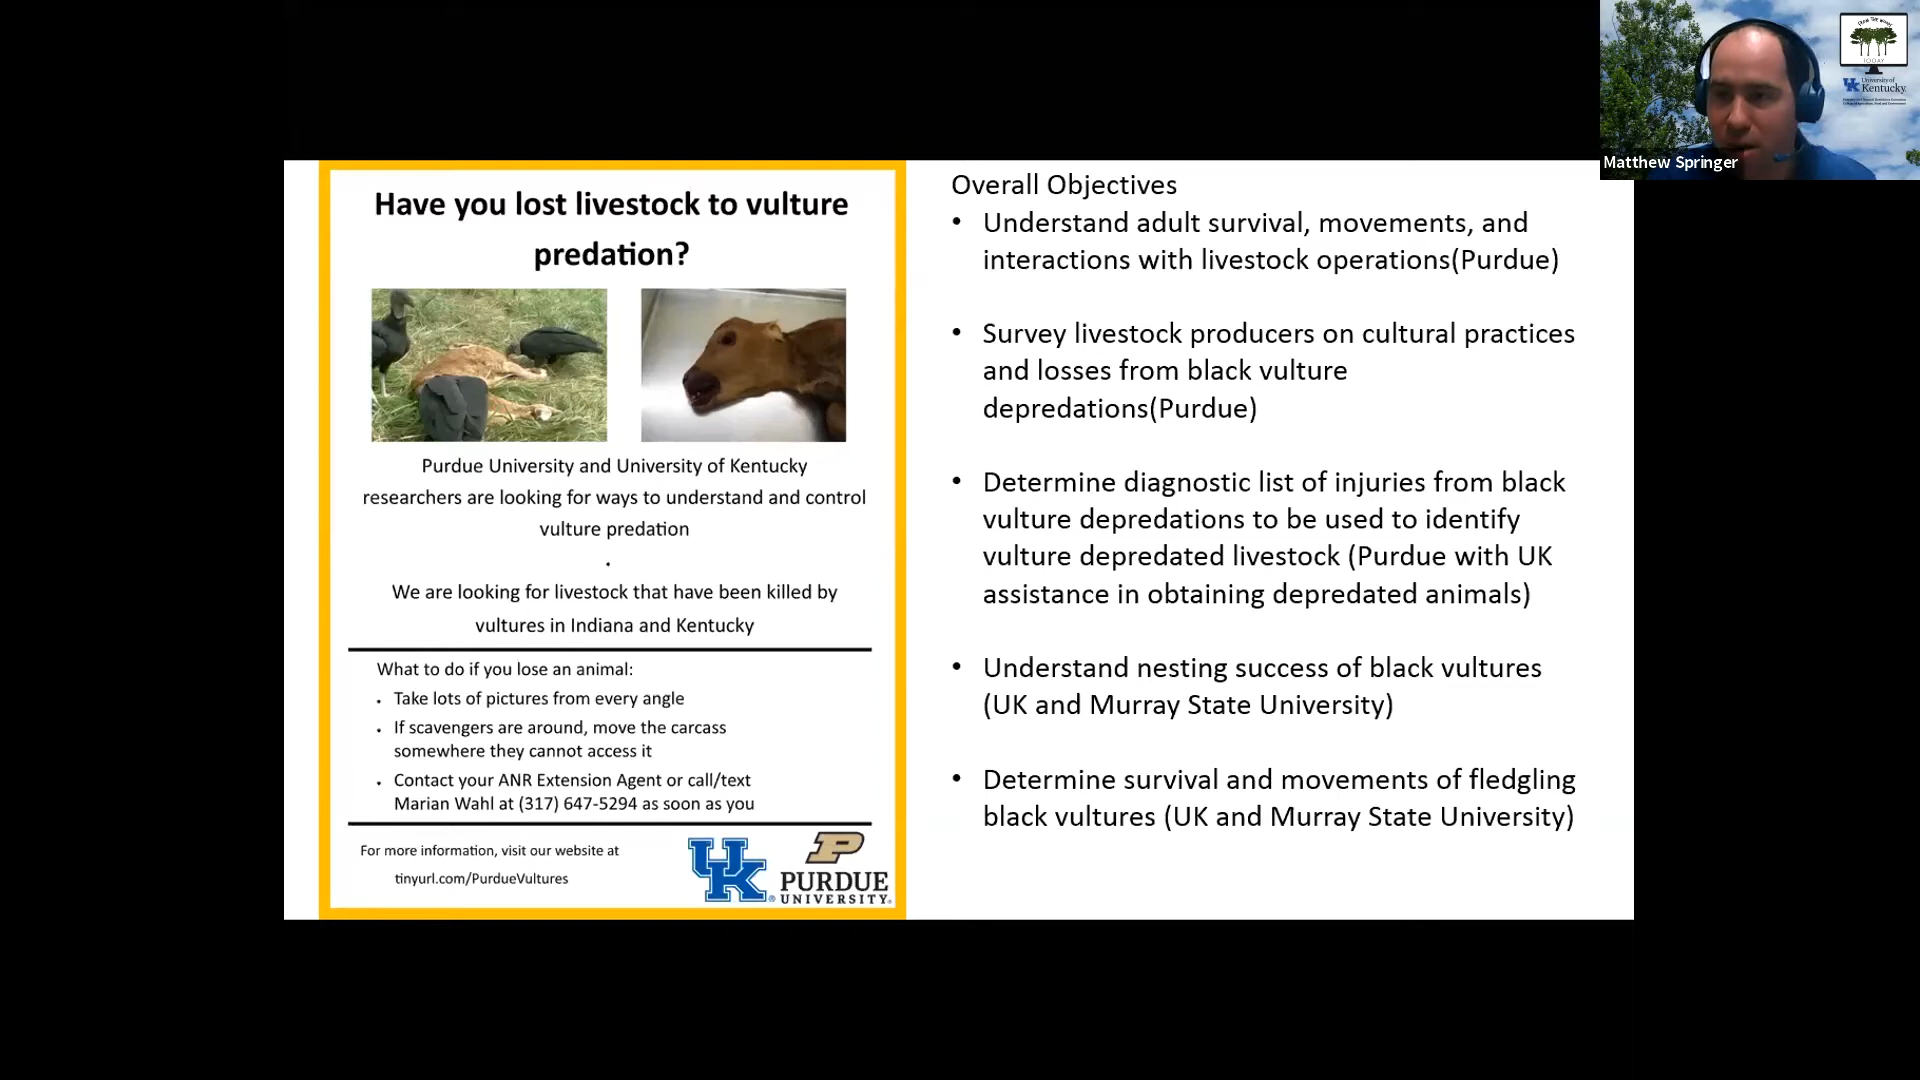 Have you lost livestock to vulture
predation?
Purdue University and University of Kentucky
researchers are looking for ways to understand and control
vulture predation
.
We are looking for livestock that have been killed by
vultures in Indiana and Kentucky
What to do if you lose an animal:
• Take lots of pictures from every angle
• If scavengers are around, move the carcass
somewhere they cannot access it
• Contact your ANR Extension Agent or call/text
Marian Wahl at (317) 647-5294 as soon as you
For more information, visit our website at
tinyurl.com/PurdueVultures
UK
P
PURDUE
UNIVERSITY
Overall Objectives
• Understand adult survival, movements, and
interactions with livestock operations(Purdue)
• Survey livestock producers on cultural practices
and losses from black vulture
depredations(Purdue)
• Determine diagnostic list of injuries from black
vulture depredations to be used to identify
vulture depredated livestock (Purdue with UK
assistance in obtaining depredated animals)
• Understand nesting success of black vultures
(UK and Murray State University)
• Determine survival and movements of fledgling
black vultures (UK and Murray State University)
TODAY
UK University of
Kentucky
Matthew Springer